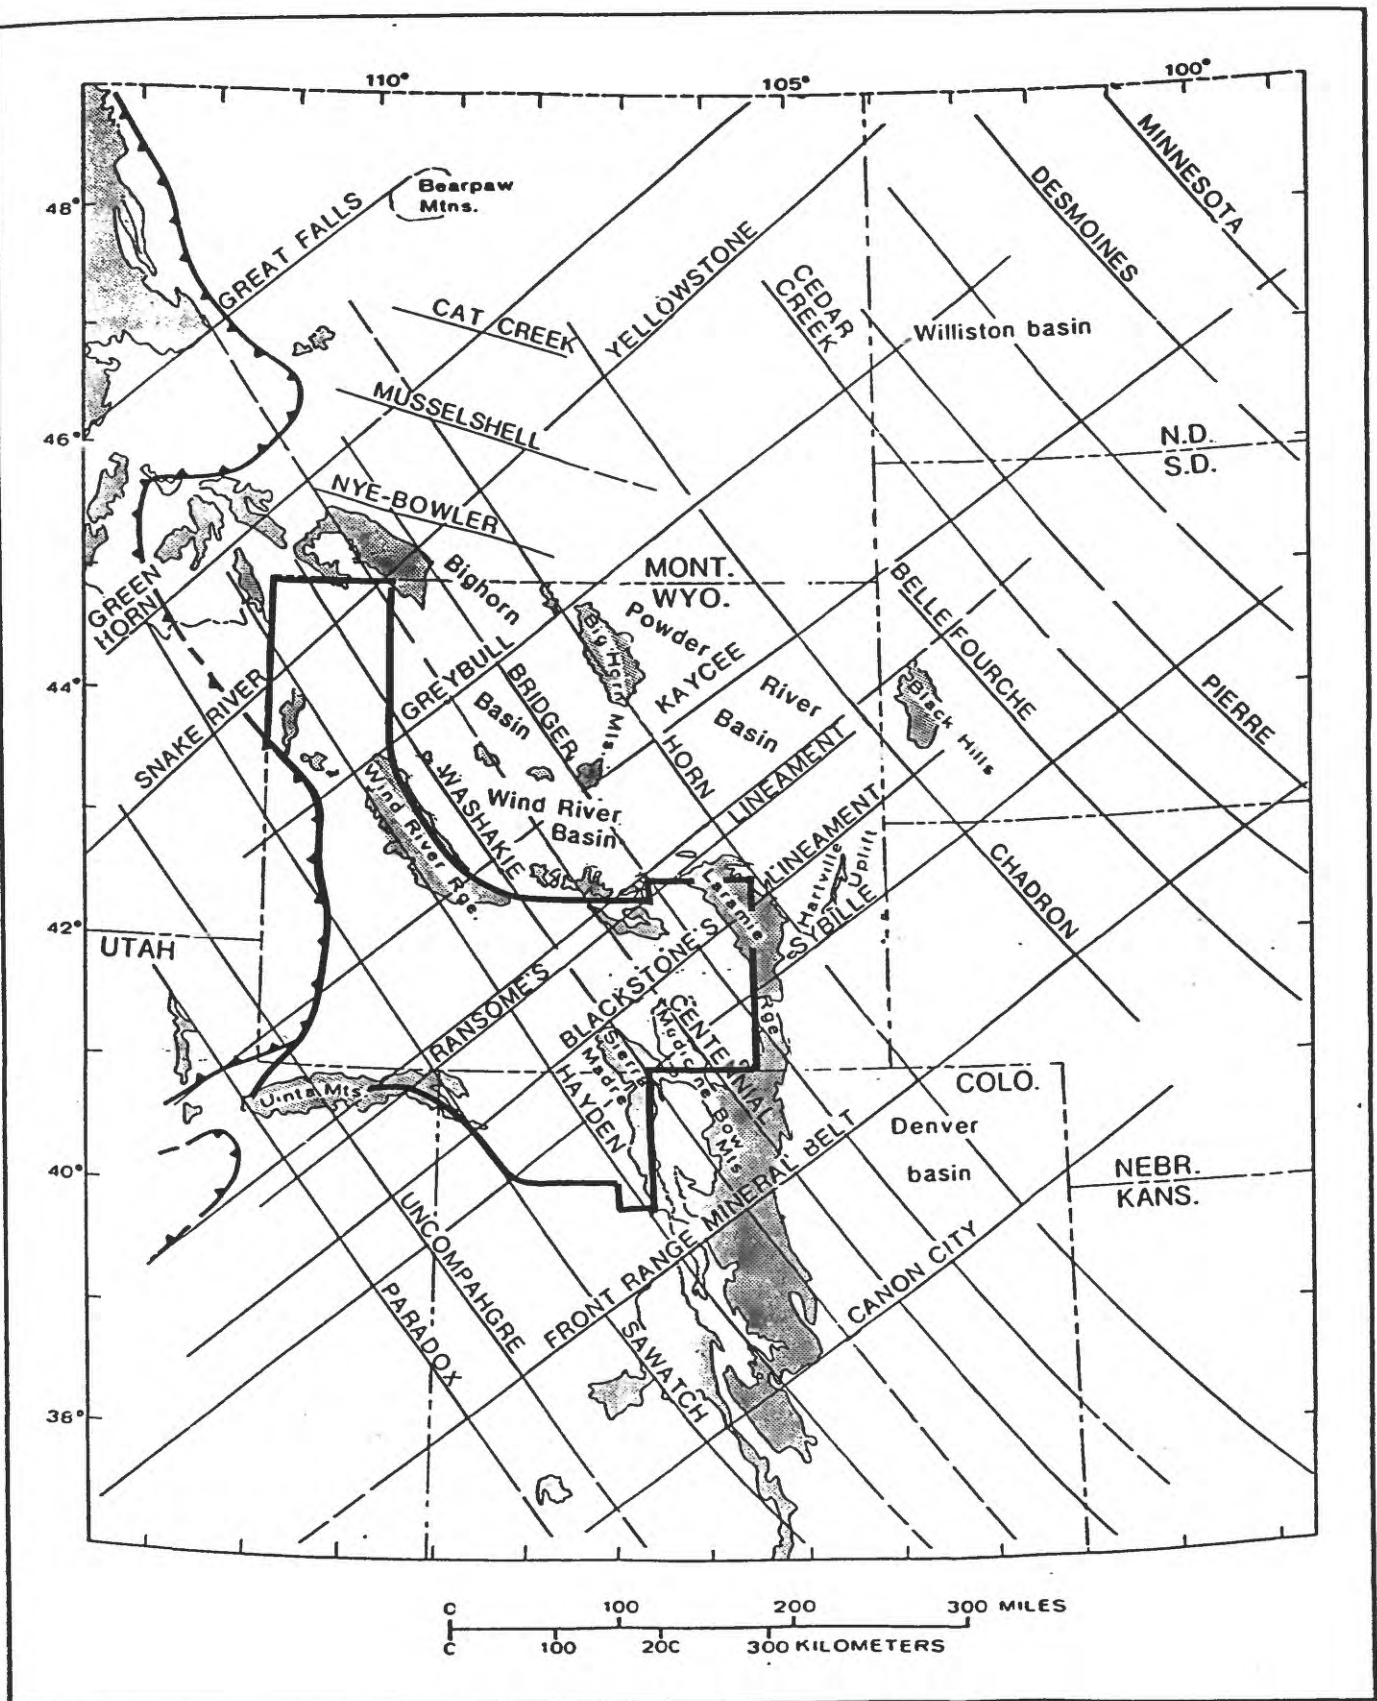 110°
105°
100°
MINNESOTA
DESMOINES
Bearpaw
Mtns.
48°
GREAT FALLS
YELLOWSTONE
CEDAR
CREEK
CAT CREEK
Williston basin
MUSSELSHELL
46°
N.D.
S.D.
NYE-BOWLER
MONT.
WYO.
Bighorn
Basin
GREEN
HORN
Powder
River
Basin
Big Horn Mts.
BELLE FOURCHE
GREYBULL
BRIDGER
KAYCEE
44°
SNAKE RIVER
PIERRE
Black Hills
HORN
LINEAMENT
WASHAKIE
Wind River
Basin
Wind River Rge.
LINEAMENT
Hartville
Uplift
CHADRON
Laramie
Rge.
SYBILLE
42°
UTAH
RANSOME'S
BLACKSTONE'S
CENTENNIAL
Sierra
Madre
Medicine Bow
Mts.
HAYDEN
COLO.
Uinta Mts.
Denver
basin
40°
NEBR.
KANS.
UNCOMPAHGRE
FRONT RANGE MINERAL BELT
CANON CITY
PARADOX
SAWATCH
38°
C 100 200 300 MILES
C 100 20C 300 KILOMETERS